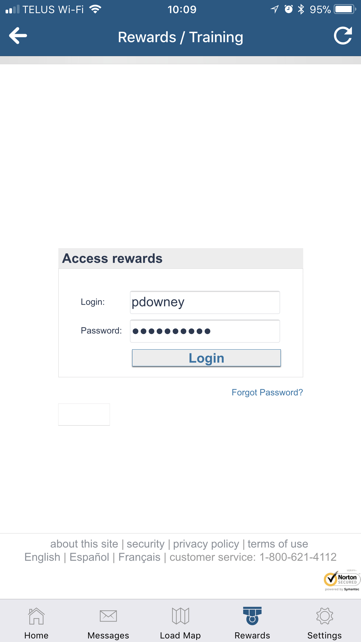 TELUS Wi-Fi 10:09 95%
Rewards / Training
Access rewards
Login: pdowney
Password: ●●●●●●●●●●
Login
Forgot Password?
about this site | security | privacy policy | terms of use
English | Español | Français | customer service: 1-800-621-4112
Norton
SECURED
powered by Symantec
Home Messages Load Map Rewards Settings